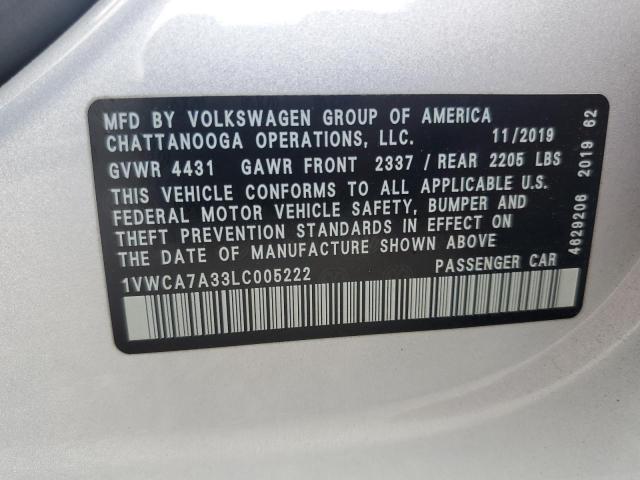 MFD BY VOLKSWAGEN GROUP OF AMERICA
CHATTANOOGA OPERATIONS, LLC. 11/2019
GVWR 4431 GAWR FRONT 2337 / REAR 2205 LBS
THIS VEHICLE CONFORMS TO ALL APPLICABLE U.S.
FEDERAL MOTOR VEHICLE SAFETY, BUMPER AND
THEFT PREVENTION STANDARDS IN EFFECT ON
THE DATE OF MANUFACTURE SHOWN ABOVE
1VWCA7A33LC005222 PASSENGER CAR
4629206 2019 62